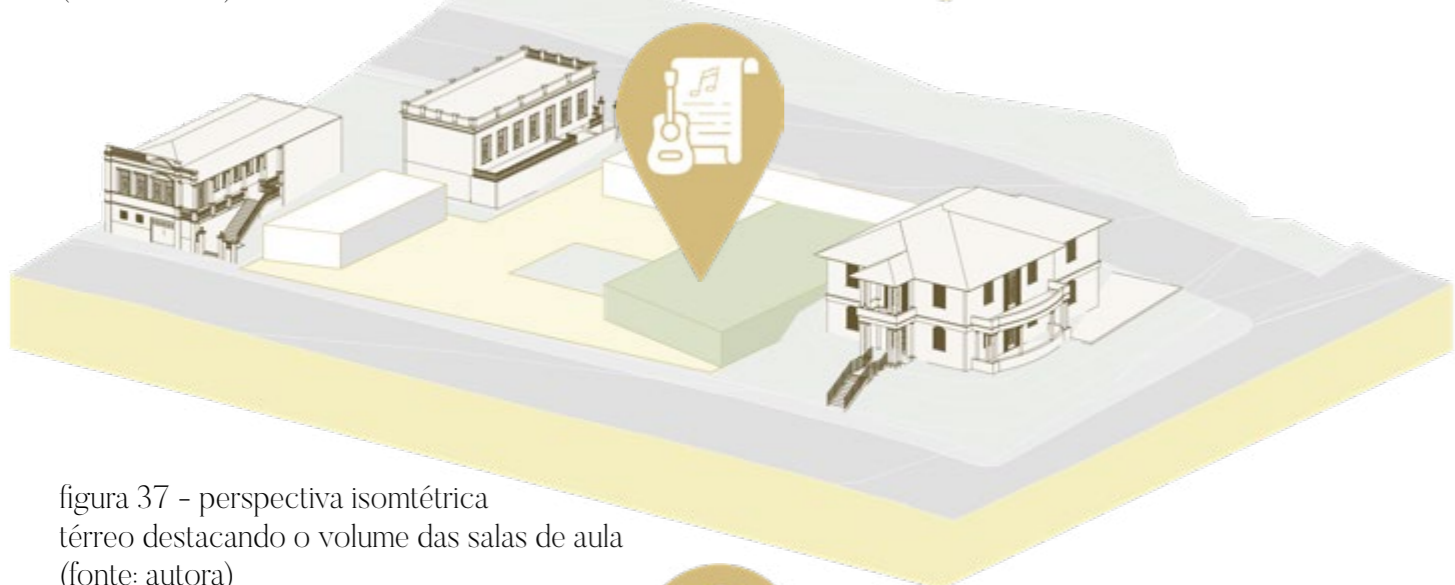 figura 37 - perspectiva isomtétrica
térreo destacando o volume das salas de aula
(fonte: autora)